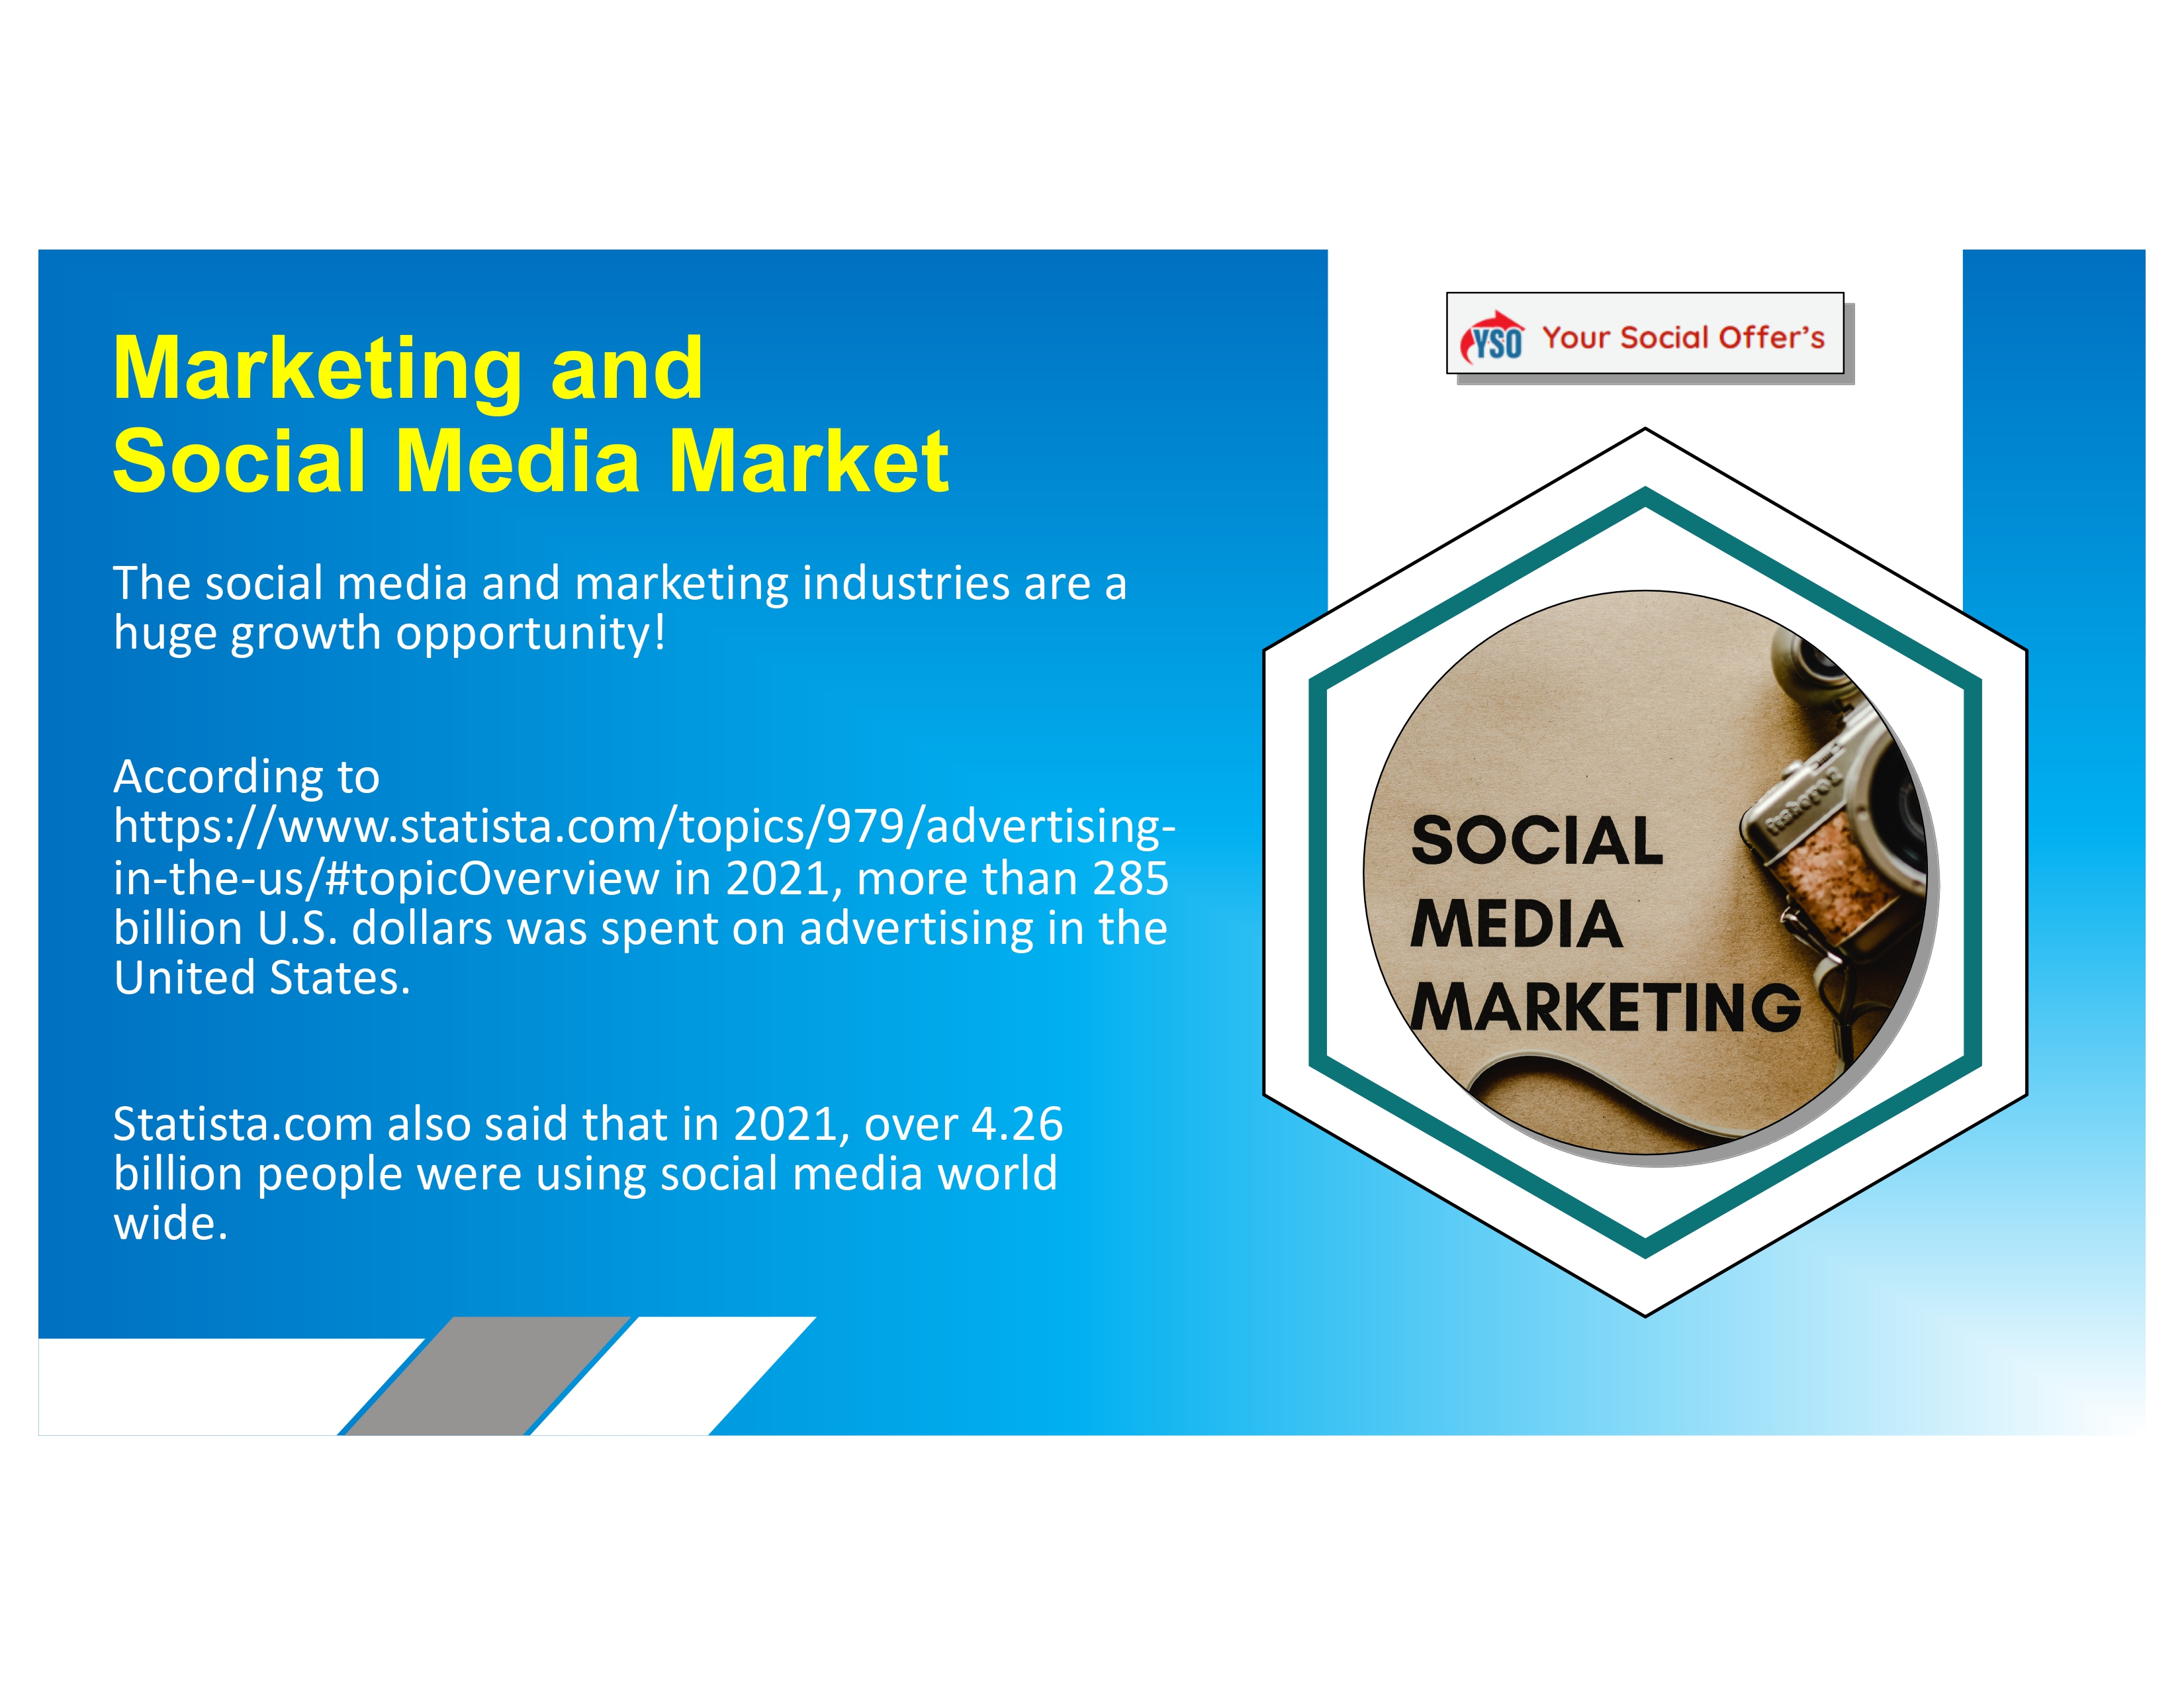 Marketing and
Social Media Market
The social media and marketing industries are a
huge growth opportunity!
According to
https://www.statista.com/topics/979/advertising-
in-the-us/#topicOverview in 2021, more than 285
billion U.S. dollars was spent on advertising in the
United States.
Statista.com also said that in 2021, over 4.26
billion people were using social media world
wide.
YSO Your Social Offer’s
SOCIAL
MEDIA
MARKETING